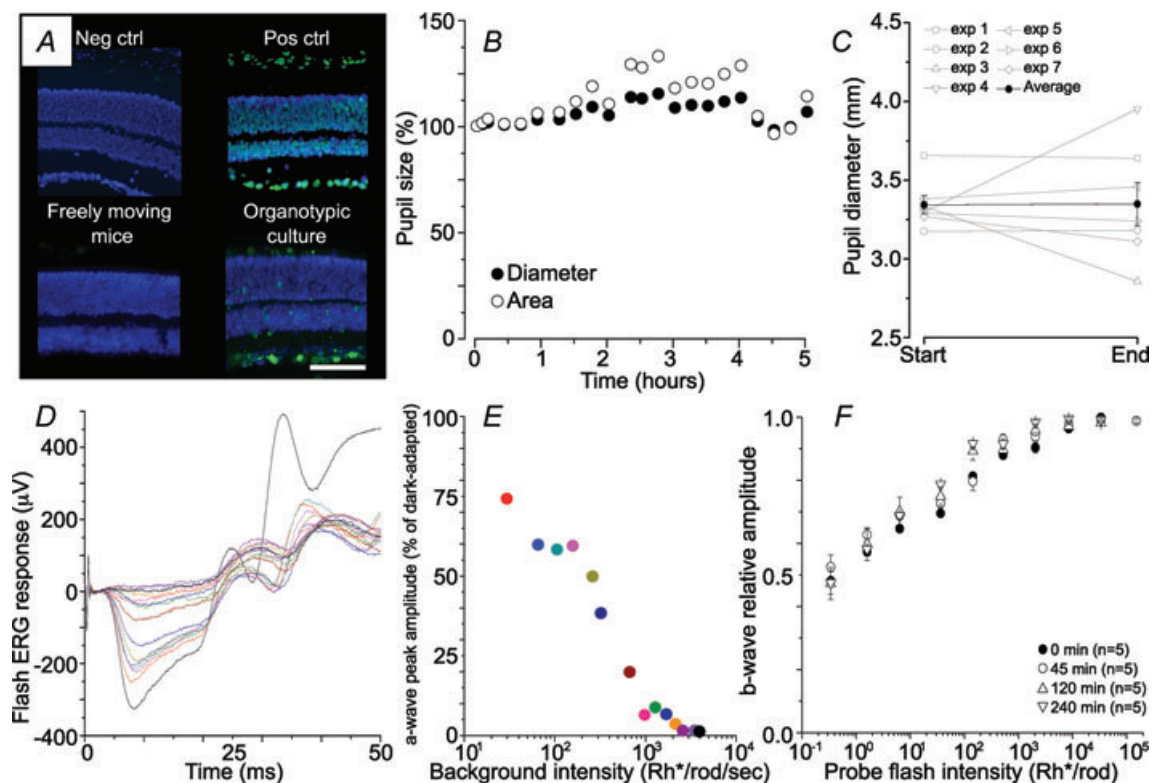 A
Neg ctrl
Pos ctrl
Freely moving
mice
Organotypic
culture
B
Pupil size (%)
150
125
100
75
50
25
0
Diameter
Area
0 1 2 3 4 5
Time (hours)
C
exp 1
exp 2
exp 3
exp 4
exp 5
exp 6
exp 7
Average
Pupil diameter (mm)
4.5
4.0
3.5
3.0
2.5
Start End
D
Flash ERG response (μV)
400
200
0
-200
-400
0 25 50
Time (ms)
E
a-wave peak amplitude (% of dark-adapted)
100
75
50
25
0
10¹ 10² 10³ 10⁴
Background intensity (Rh*/rod/sec)
F
b-wave relative amplitude
1.0
0.5
0.0
0 min (n=5)
45 min (n=5)
120 min (n=5)
240 min (n=5)
10⁻¹ 10⁰ 10¹ 10² 10³ 10⁴ 10⁵
Probe flash intensity (Rh*/rod)